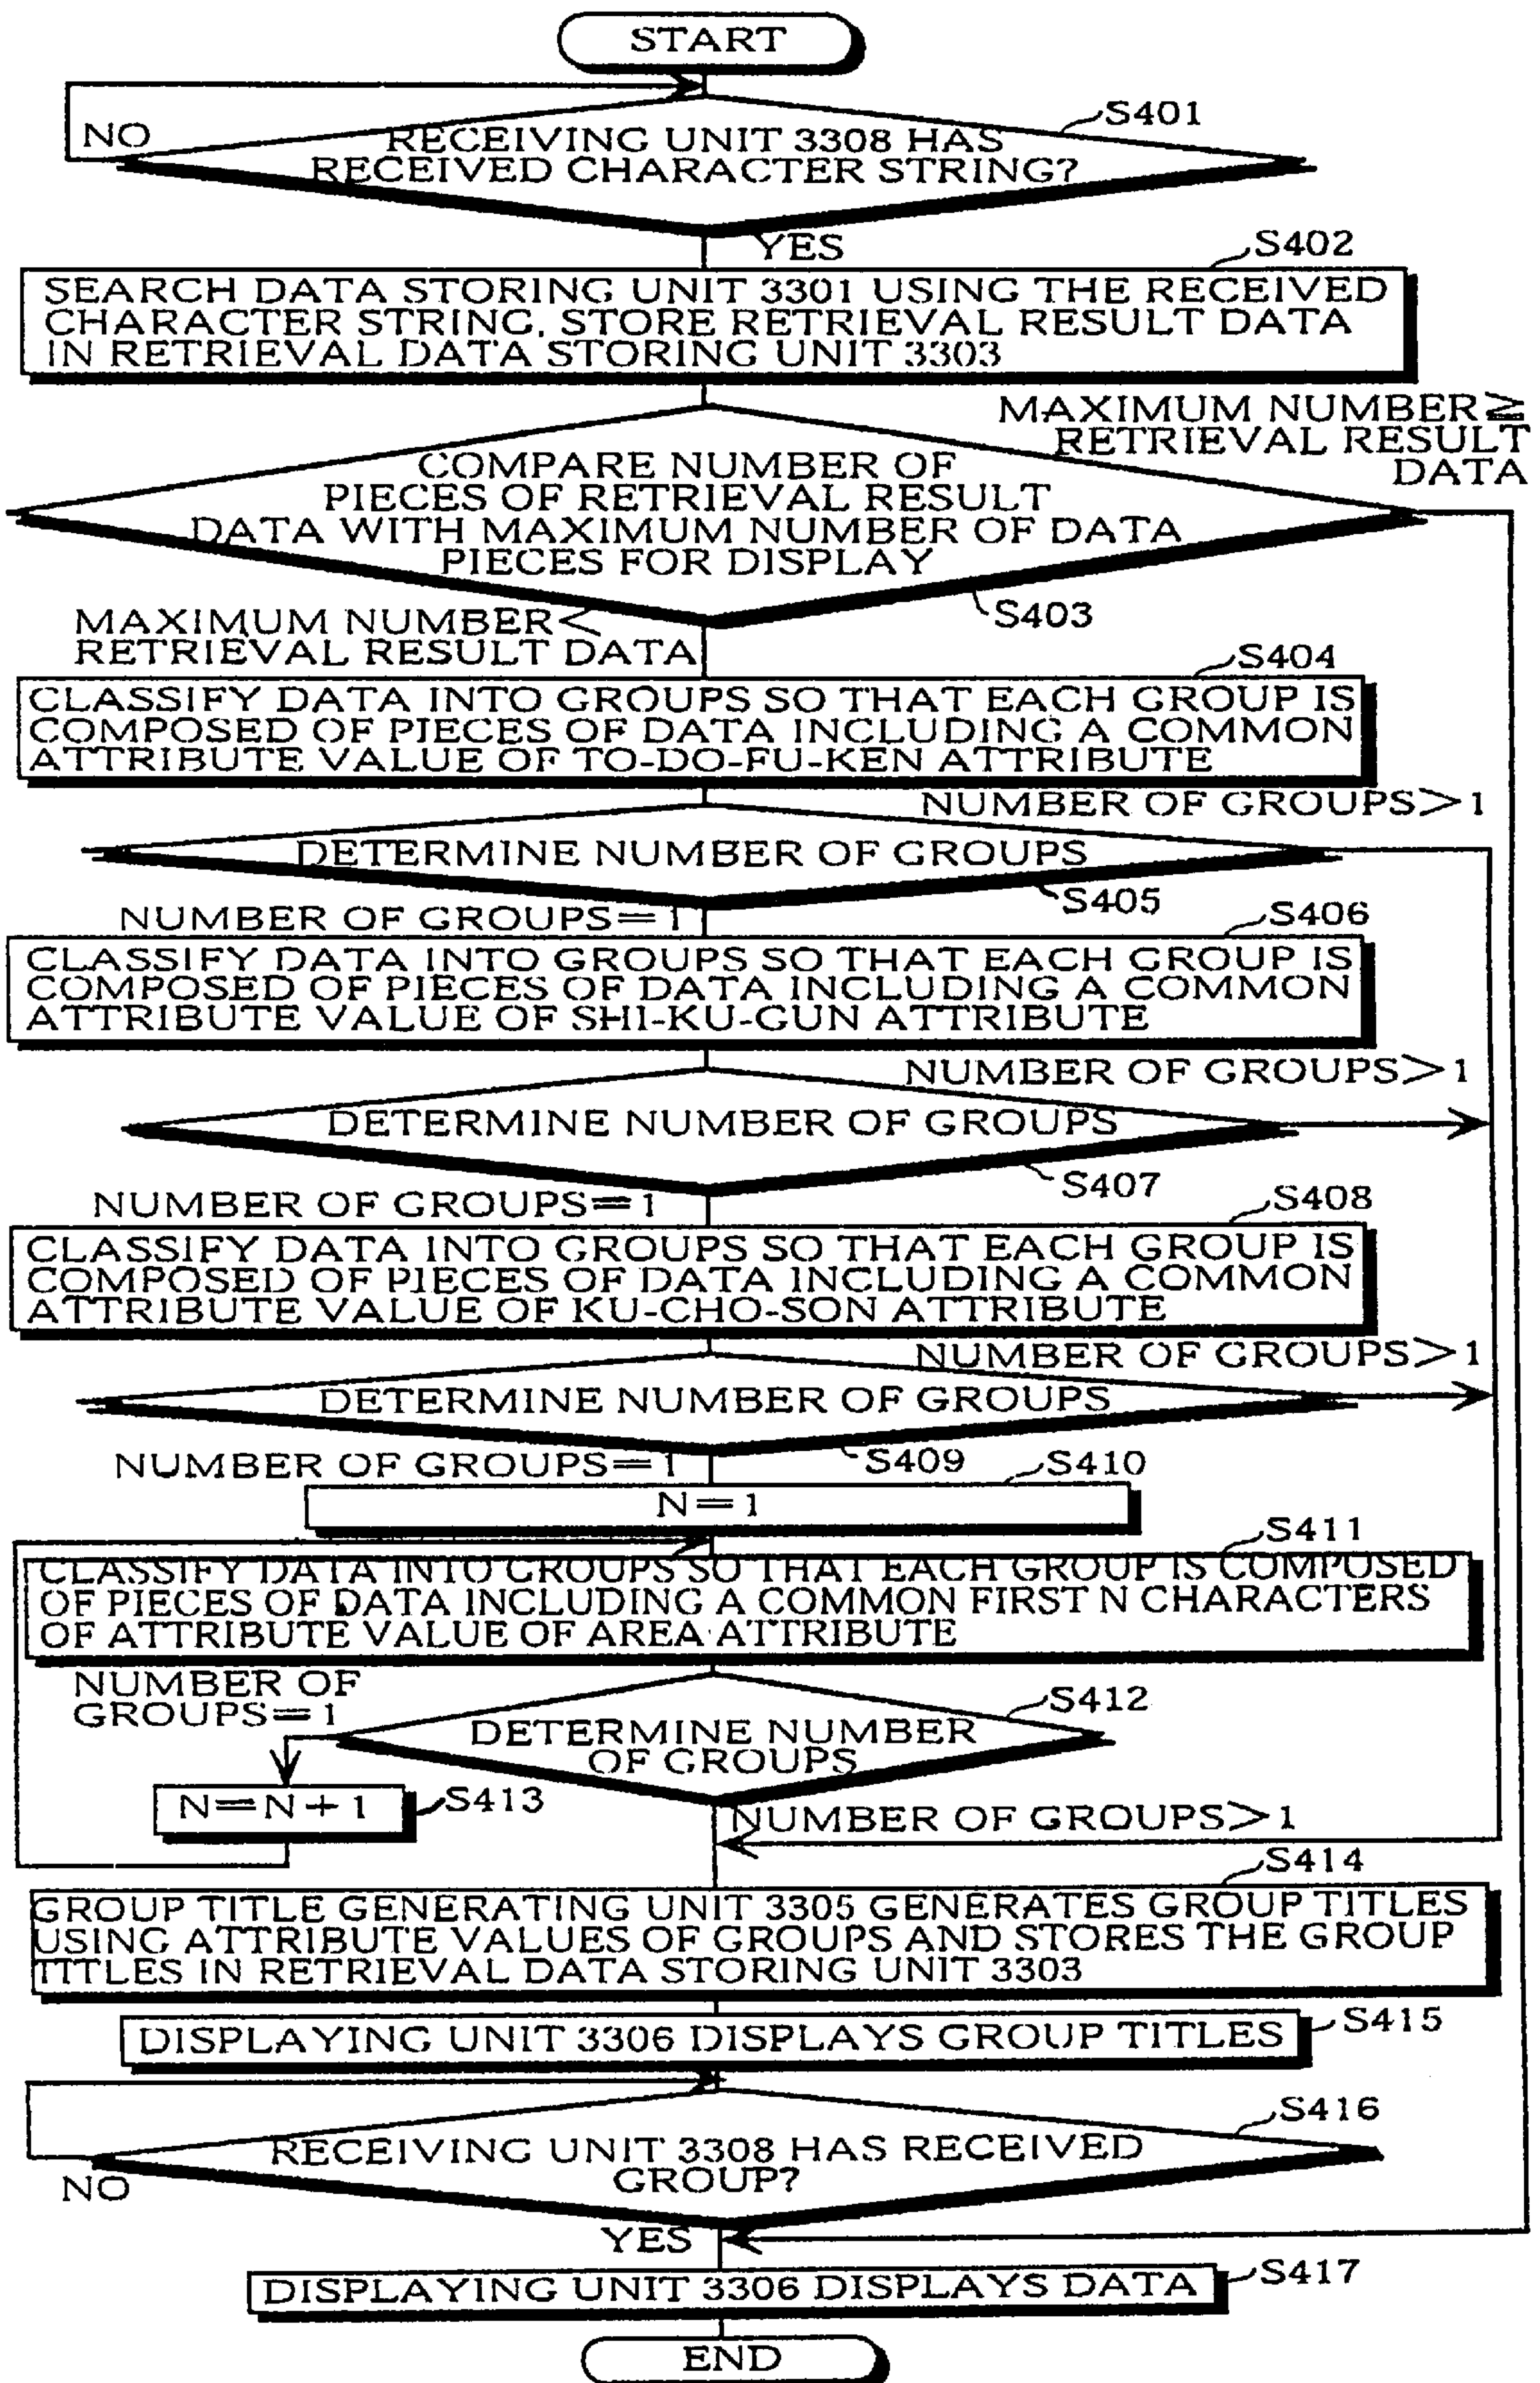 START
S401
NO
RECEIVING UNIT 3308 HAS
RECEIVED CHARACTER STRING?
YES
S402
SEARCH DATA STORING UNIT 3301 USING THE RECEIVED
CHARACTER STRING. STORE RETRIEVAL RESULT DATA
IN RETRIEVAL DATA STORING UNIT 3303
MAXIMUM NUMBER≧
RETRIEVAL RESULT
DATA
COMPARE NUMBER OF
PIECES OF RETRIEVAL RESULT
DATA WITH MAXIMUM NUMBER OF DATA
PIECES FOR DISPLAY
S403
MAXIMUM NUMBER<
RETRIEVAL RESULT DATA
S404
CLASSIFY DATA INTO GROUPS SO THAT EACH GROUP IS
COMPOSED OF PIECES OF DATA INCLUDING A COMMON
ATTRIBUTE VALUE OF TO-DO-FU-KEN ATTRIBUTE
NUMBER OF GROUPS>1
DETERMINE NUMBER OF GROUPS
S405
NUMBER OF GROUPS=1
S406
CLASSIFY DATA INTO GROUPS SO THAT EACH GROUP IS
COMPOSED OF PIECES OF DATA INCLUDING A COMMON
ATTRIBUTE VALUE OF SHI-KU-GUN ATTRIBUTE
NUMBER OF GROUPS>1
DETERMINE NUMBER OF GROUPS
S407
NUMBER OF GROUPS=1
S408
CLASSIFY DATA INTO GROUPS SO THAT EACH GROUP IS
COMPOSED OF PIECES OF DATA INCLUDING A COMMON
ATTRIBUTE VALUE OF KU-CHO-SON ATTRIBUTE
NUMBER OF GROUPS>1
DETERMINE NUMBER OF GROUPS
S409
NUMBER OF GROUPS=1
S410
N=1
S411
CLASSIFY DATA INTO GROUPS SO THAT EACH GROUP IS COMPOSED
OF PIECES OF DATA INCLUDING A COMMON FIRST N CHARACTERS
OF ATTRIBUTE VALUE OF AREA ATTRIBUTE
NUMBER OF
GROUPS=1
S412
DETERMINE NUMBER
OF GROUPS
N=N+1
S413
NUMBER OF GROUPS>1
S414
GROUP TITLE GENERATING UNIT 3305 GENERATES GROUP TITLES
USING ATTRIBUTE VALUES OF GROUPS AND STORES THE GROUP
TITLES IN RETRIEVAL DATA STORING UNIT 3303
DISPLAYING UNIT 3306 DISPLAYS GROUP TITLES
S415
S416
RECEIVING UNIT 3308 HAS RECEIVED
GROUP?
NO
YES
DISPLAYING UNIT 3306 DISPLAYS DATA
S417
END